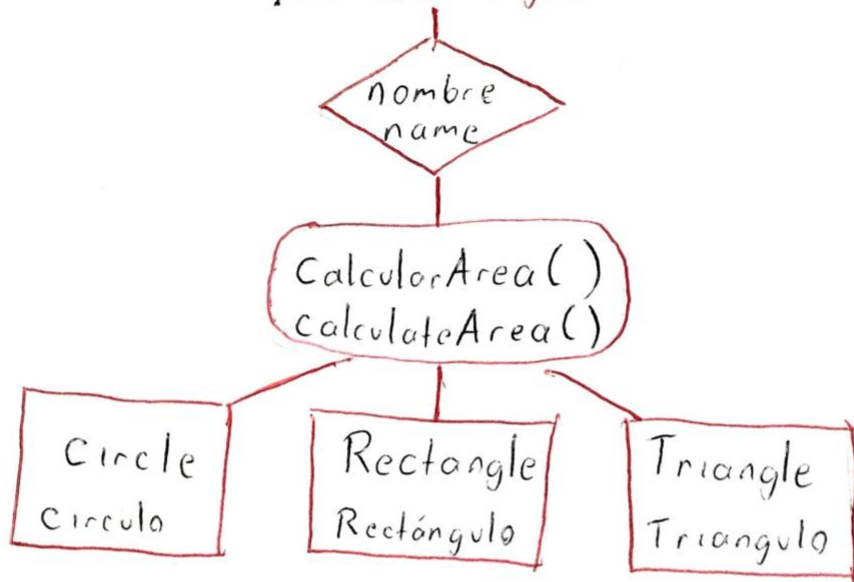 nombre
name
CalcularArea()
calculateArea()
Circle
Circulo
Rectangle
Rectángulo
Triangle
Triangulo